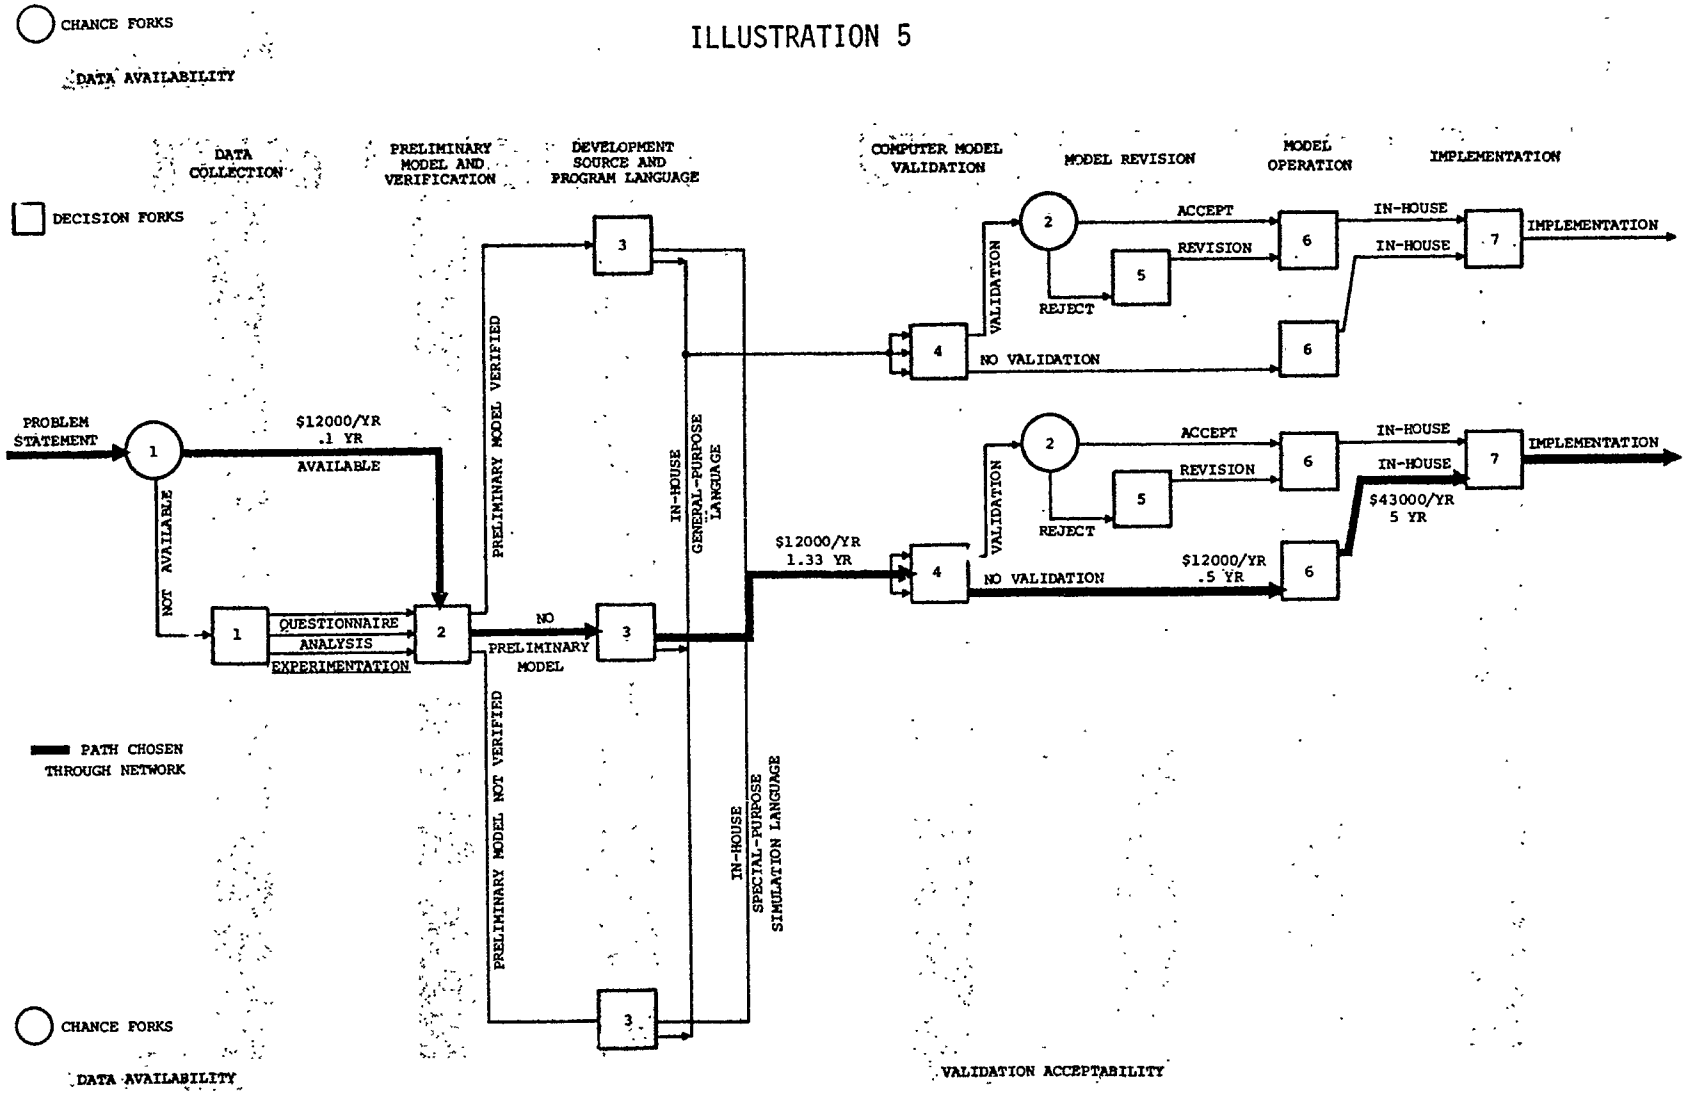 ILLUSTRATION 5
CHANCE FORKS
DATA AVAILABILITY
DATA
COLLECTION
PRELIMINARY
MODEL AND
VERIFICATION
DEVELOPMENT
SOURCE AND
PROGRAM LANGUAGE
COMPUTER MODEL
VALIDATION
MODEL REVISION
MODEL
OPERATION
IMPLEMENTATION
DECISION FORKS
3
2
ACCEPT
REVISION
5
REJECT
VALIDATION
4
NO VALIDATION
6
6
IN-HOUSE
IN-HOUSE
7
IMPLEMENTATION
PROBLEM
STATEMENT
1
$12000/YR
.1 YR
AVAILABLE
NOT AVAILABLE
1
QUESTIONNAIRE
ANALYSIS
EXPERIMENTATION
2
PRELIMINARY MODEL VERIFIED
NO
PRELIMINARY
MODEL
3
PRELIMINARY MODEL NOT VERIFIED
3
IN-HOUSE
GENERAL-PURPOSE
LANGUAGE
IN-HOUSE
SPECIAL-PURPOSE
SIMULATION LANGUAGE
$12000/YR
1.33 YR
4
VALIDATION
2
ACCEPT
REVISION
5
REJECT
NO VALIDATION
$12000/YR
.5 YR
6
6
IN-HOUSE
IN-HOUSE
$43000/YR
5 YR
7
IMPLEMENTATION
PATH CHOSEN
THROUGH NETWORK
CHANCE FORKS
DATA AVAILABILITY
VALIDATION ACCEPTABILITY